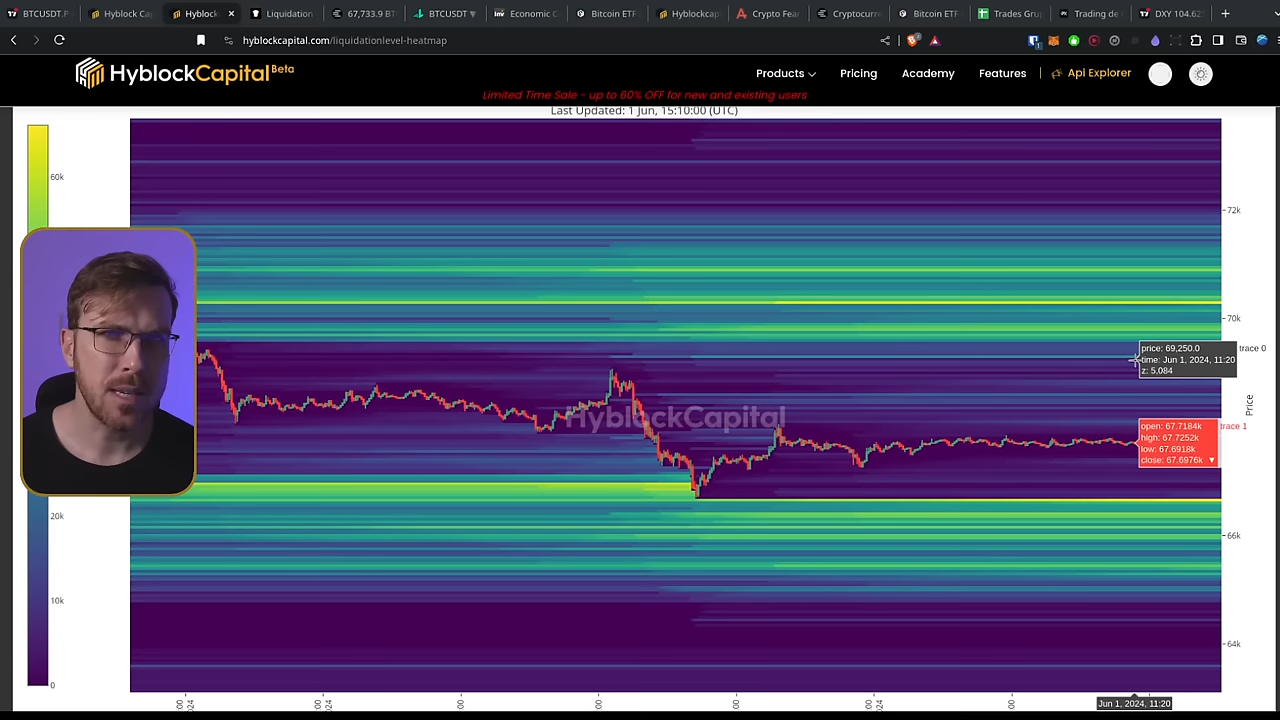 BTCUSDT.P
Hyblock Ca
Hyblock
Liquidation
67,733.9 BT
BTCUSDT
Economic C
Bitcoin ETF
Hyblockcap
Crypto Fea
Cryptocurre
Bitcoin ETF
Trades Gru
Trading de
DXY 104.62
hyblockcapital.com/liquidationlevel-heatmap
HyblockCapital Beta
Products
Pricing
Academy
Features
Api Explorer
Limited Time Sale - up to 60% OFF for new and existing users
Last Updated: 1 Jun, 15:10:00 (UTC)
60k
20k
10k
0
72k
70k
66k
64k
Price
HyblockCapital
price: 69,250.0
time: Jun 1, 2024, 11:20
z: 5,084
trace 0
open: 67.7184k
high: 67.7252k
low: 67.6918k
close: 67.6976k ▼
trace 1
Jun 1, 2024, 11:20